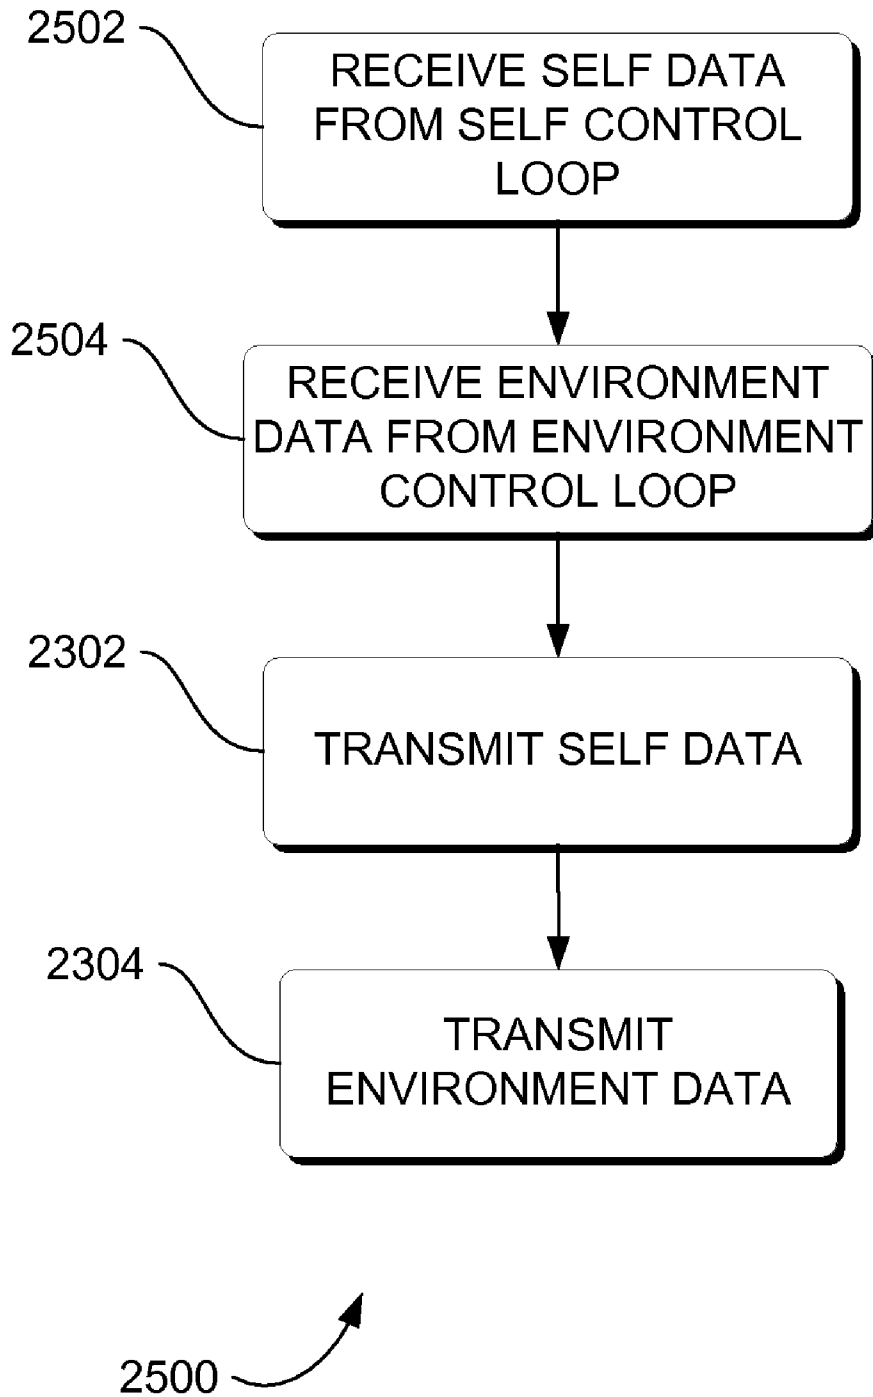 2502
RECEIVE SELF DATA
FROM SELF CONTROL
LOOP
2504
RECEIVE ENVIRONMENT
DATA FROM ENVIRONMENT
CONTROL LOOP
2302
TRANSMIT SELF DATA
2304
TRANSMIT
ENVIRONMENT DATA
2500